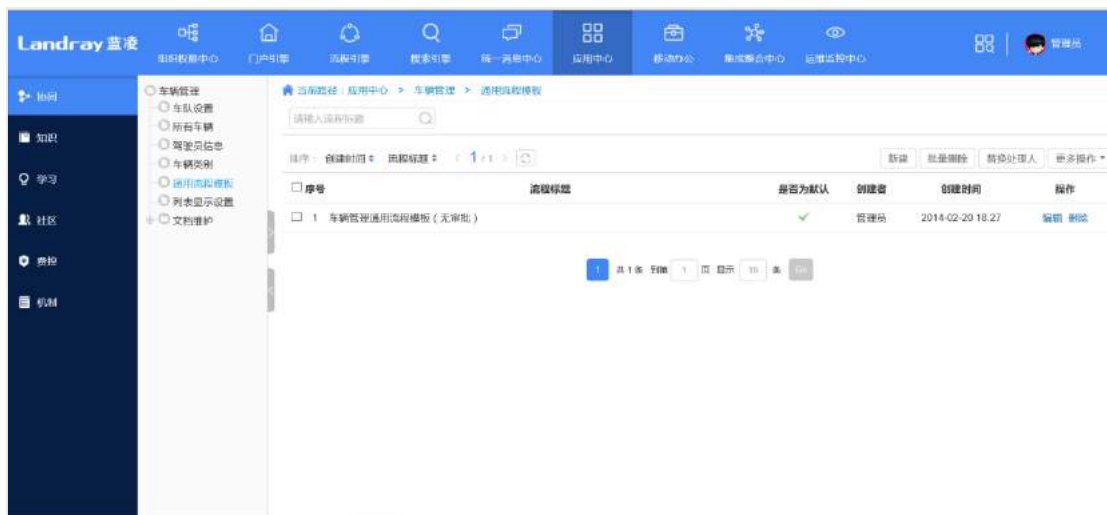 Landray 蓝凌
组织权限中心 门户引擎 流程引擎 搜索引擎 统一消息中心 应用中心 移动办公 集成整合中心 运维监控中心 管理员
协同
知识
学习
社区
费控
机制
车辆管理
车队设置
所有车辆
驾驶员信息
车辆类别
通用流程模板
列表显示设置
文档维护
当前路径：应用中心 > 车辆管理 > 通用流程模板
请输入流程标题
排序： 创建时间 流程标题 1 / 1
新建 批量删除 替换处理人 更多操作
序号 流程标题 是否为默认 创建者 创建时间 操作
1 车辆管理通用流程模板（无审批） 管理员 2014-02-20 18:27 编辑 删除
1 共 1 条 到第 1 页 显示 15 条 Go